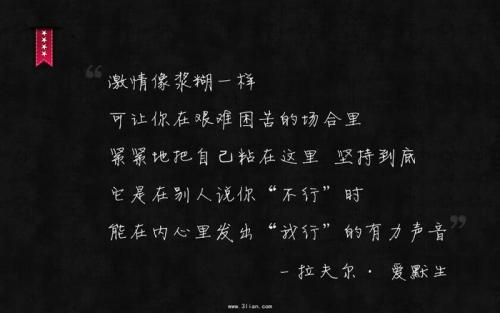 “激情像浆糊一样
可让你在艰难困苦的场合里
紧紧地把自己粘在这里 坚持到底
它是在别人说你“不行”时
能在内心里发出“我行”的有力声音”
-拉夫尔·爱默生
www.3lian.com